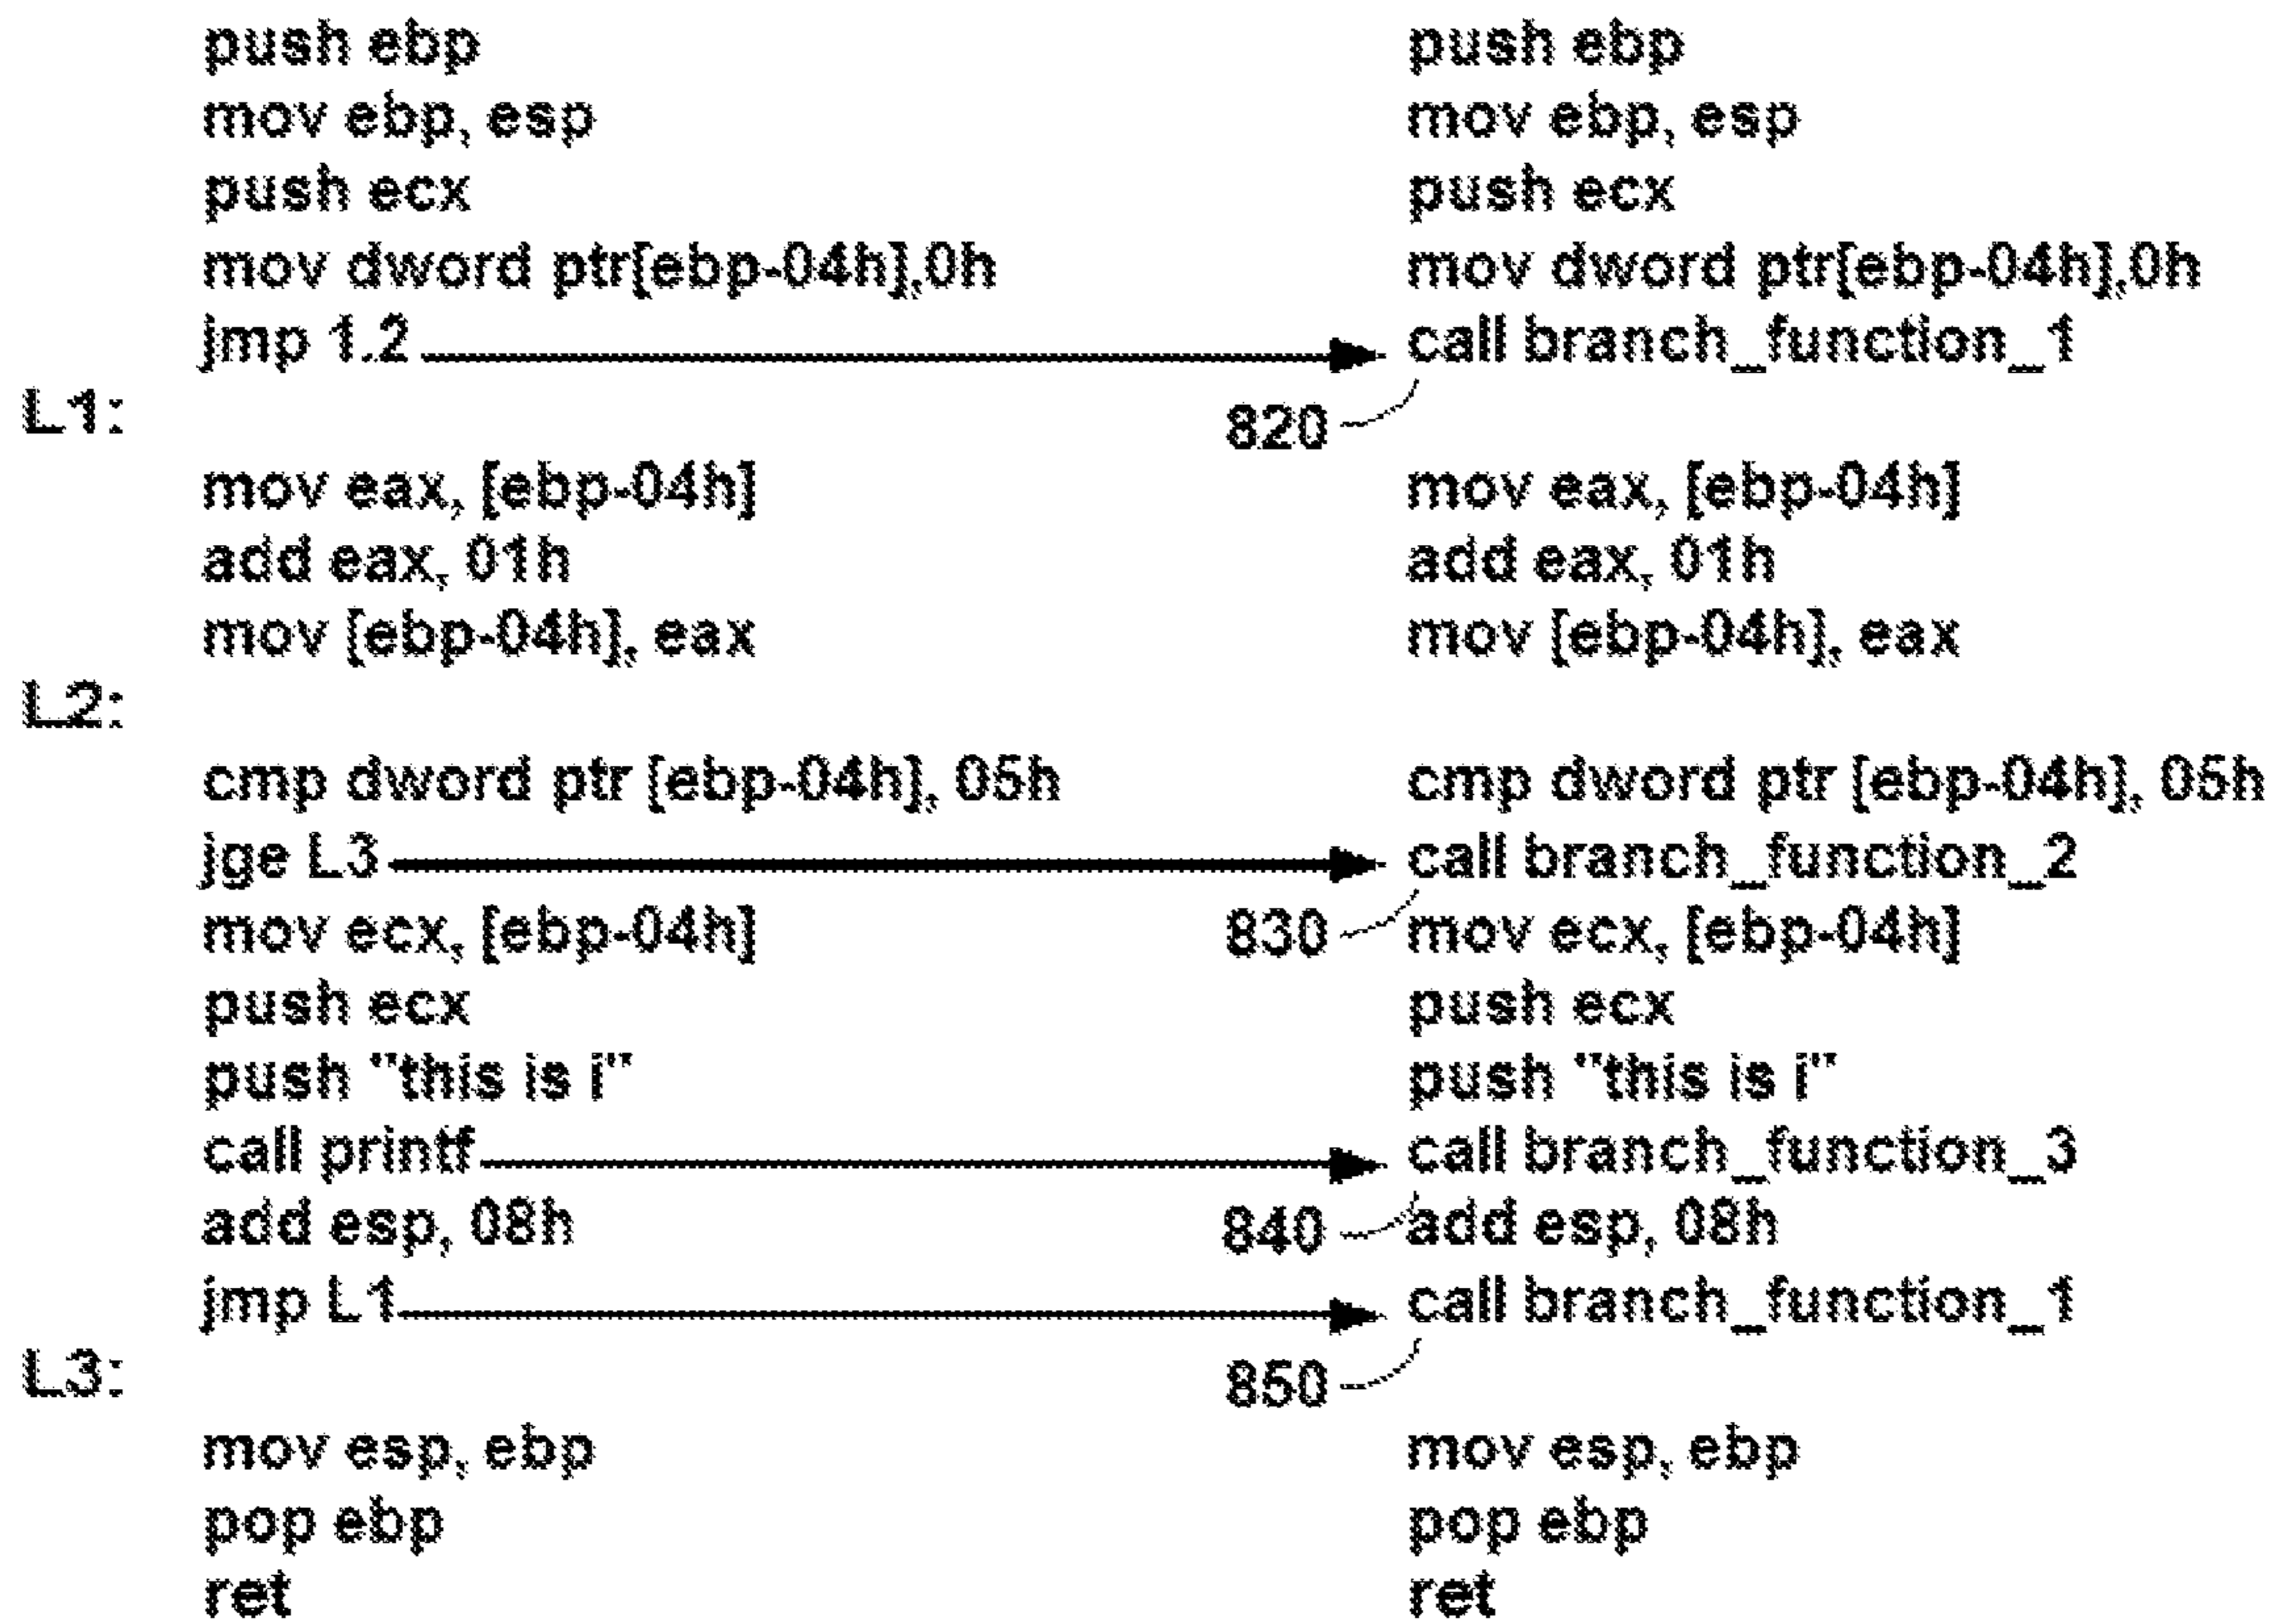 push ebp push ebp
mov ebp, esp mov ebp, esp
push ecx push ecx
mov dword ptr[ebp-04h],0h mov dword ptr[ebp-04h],0h
jmp 1.2 call branch_function_1
L1: 820
mov eax, [ebp-04h] mov eax, [ebp-04h]
add eax, 01h add eax, 01h
mov [ebp-04h], eax mov [ebp-04h], eax
L2:
cmp dword ptr [ebp-04h], 05h cmp dword ptr [ebp-04h], 05h
jge L3 call branch_function_2
mov ecx, [ebp-04h] 830 mov ecx, [ebp-04h]
push ecx push ecx
push "this is i" push "this is i"
call printf call branch_function_3
add esp, 08h 840 add esp, 08h
jmp L1 call branch_function_1
L3: 850
mov esp, ebp mov esp, ebp
pop ebp pop ebp
ret ret